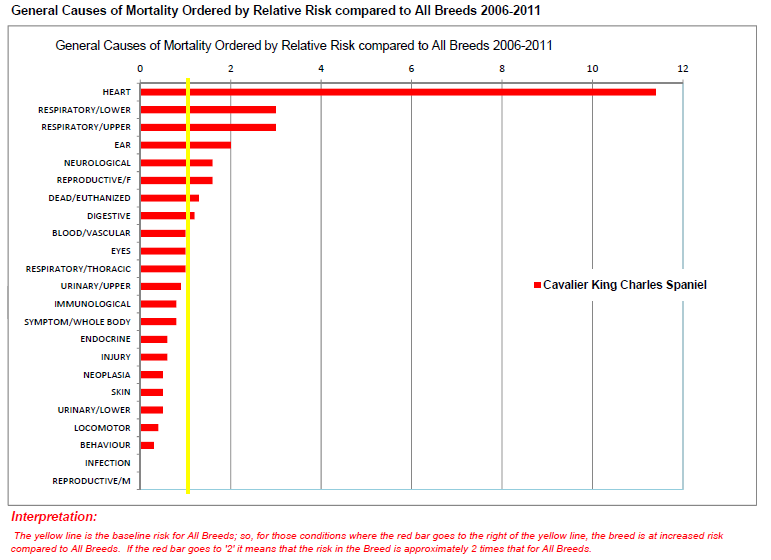 General Causes of Mortality Ordered by Relative Risk compared to All Breeds 2006-2011
General Causes of Mortality Ordered by Relative Risk compared to All Breeds 2006-2011
0 2 4 6 8 10 12
HEART
RESPIRATORY/LOWER
RESPIRATORY/UPPER
EAR
NEUROLOGICAL
REPRODUCTIVE/F
DEAD/EUTHANIZED
DIGESTIVE
BLOOD/VASCULAR
EYES
RESPIRATORY/THORACIC
URINARY/UPPER
IMMUNOLOGICAL
SYMPTOM/WHOLE BODY
ENDOCRINE
INJURY
NEOPLASIA
SKIN
URINARY/LOWER
LOCOMOTOR
BEHAVIOUR
INFECTION
REPRODUCTIVE/M
Cavalier King Charles Spaniel
Interpretation:
The yellow line is the baseline risk for All Breeds; so, for those conditions where the red bar goes to the right of the yellow line, the breed is at increased risk
compared to All Breeds. If the red bar goes to '2' it means that the risk in the Breed is approximately 2 times that for All Breeds.